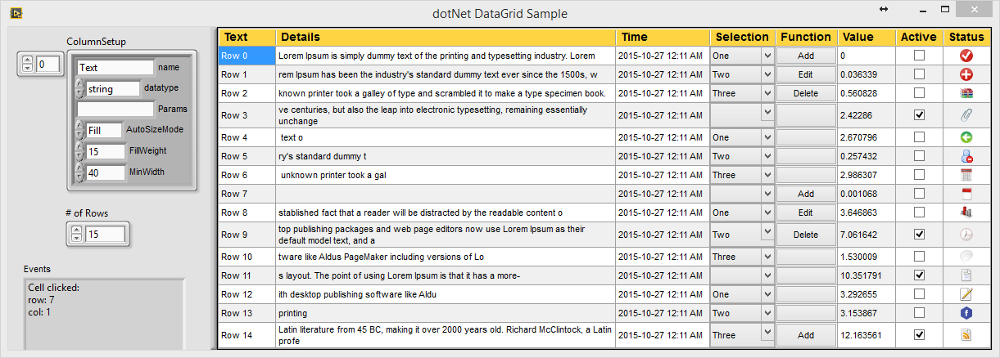 dotNet DataGrid Sample
ColumnSetup
0
Text name
string datatype
Params
Fill AutoSizeMode
15 FillWeight
40 MinWidth
# of Rows
15
Events
Cell clicked:
row: 7
col: 1
Text Details Time Selection Function Value Active Status
Row 0 Lorem Ipsum is simply dummy text of the printing and typesetting industry. Lorem 2015-10-27 12:11 AM One Add 0
Row 1 rem Ipsum has been the industry's standard dummy text ever since the 1500s, w 2015-10-27 12:11 AM Two Edit 0.036339
Row 2 known printer took a galley of type and scrambled it to make a type specimen book. 2015-10-27 12:11 AM Three Delete 0.560828
Row 3 ve centuries, but also the leap into electronic typesetting, remaining essentially
unchange 2015-10-27 12:11 AM 2.42286
Row 4 text o 2015-10-27 12:11 AM One 2.670796
Row 5 ry's standard dummy t 2015-10-27 12:11 AM Two 0.257432
Row 6 unknown printer took a gal 2015-10-27 12:11 AM Three 2.986307
Row 7 2015-10-27 12:11 AM Add 0.001068
Row 8 stablished fact that a reader will be distracted by the readable content o 2015-10-27 12:11 AM One Edit 3.646863
Row 9 top publishing packages and web page editors now use Lorem Ipsum as their
default model text, and a 2015-10-27 12:11 AM Two Delete 7.061642
Row 10 tware like Aldus PageMaker including versions of Lo 2015-10-27 12:11 AM Three 1.530009
Row 11 s layout. The point of using Lorem Ipsum is that it has a more- 2015-10-27 12:11 AM 10.351791
Row 12 ith desktop publishing software like Aldu 2015-10-27 12:11 AM One 3.292655
Row 13 printing 2015-10-27 12:11 AM Two 3.153867
Row 14 Latin literature from 45 BC, making it over 2000 years old. Richard McClintock, a Latin
profe 2015-10-27 12:11 AM Three Add 12.163561